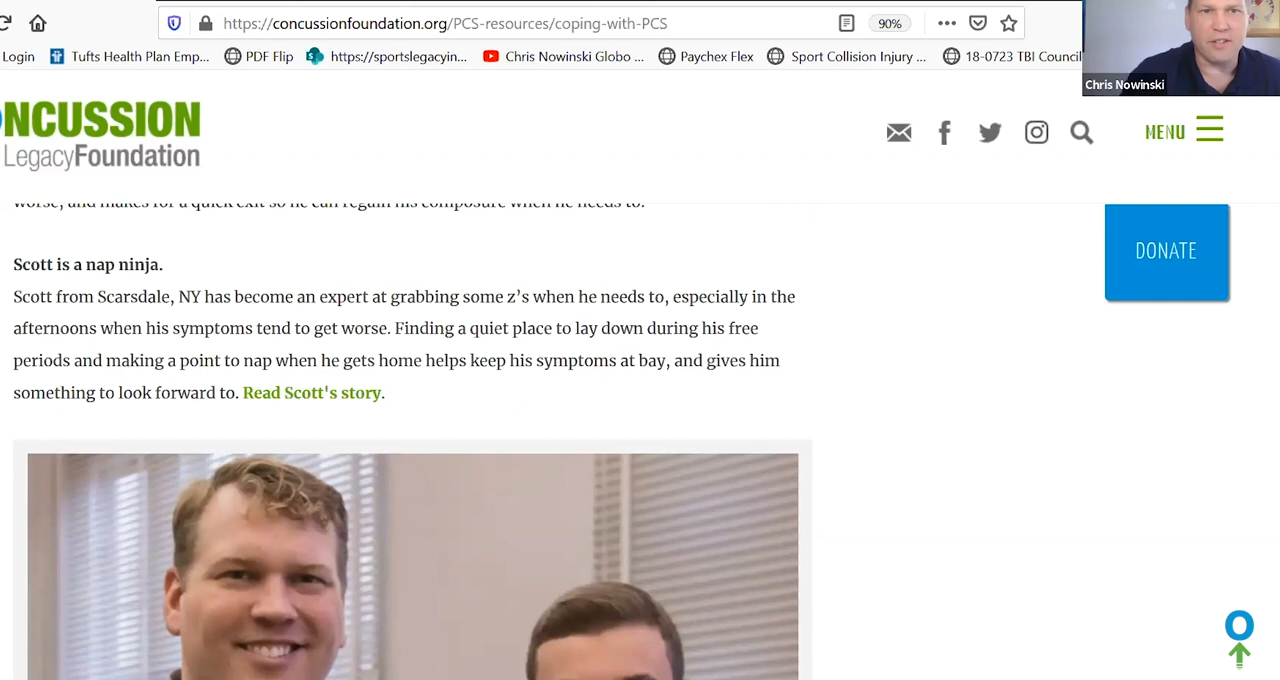 https://concussionfoundation.org/PCS-resources/coping-with-PCS
90%
Login
Tufts Health Plan Emp...
PDF Flip
https://sportslegacyin...
Chris Nowinski Globo ...
Paychex Flex
Sport Collision Injury ...
18-0723 TBI Council
Chris Nowinski
NCUSSION
LegacyFoundation
MENU
worse, and makes for a quick exit so he can regain his composure when he needs to.
DONATE
Scott is a nap ninja.
Scott from Scarsdale, NY has become an expert at grabbing some z’s when he needs to, especially in the
afternoons when his symptoms tend to get worse. Finding a quiet place to lay down during his free
periods and making a point to nap when he gets home helps keep his symptoms at bay, and gives him
something to look forward to. Read Scott's story.